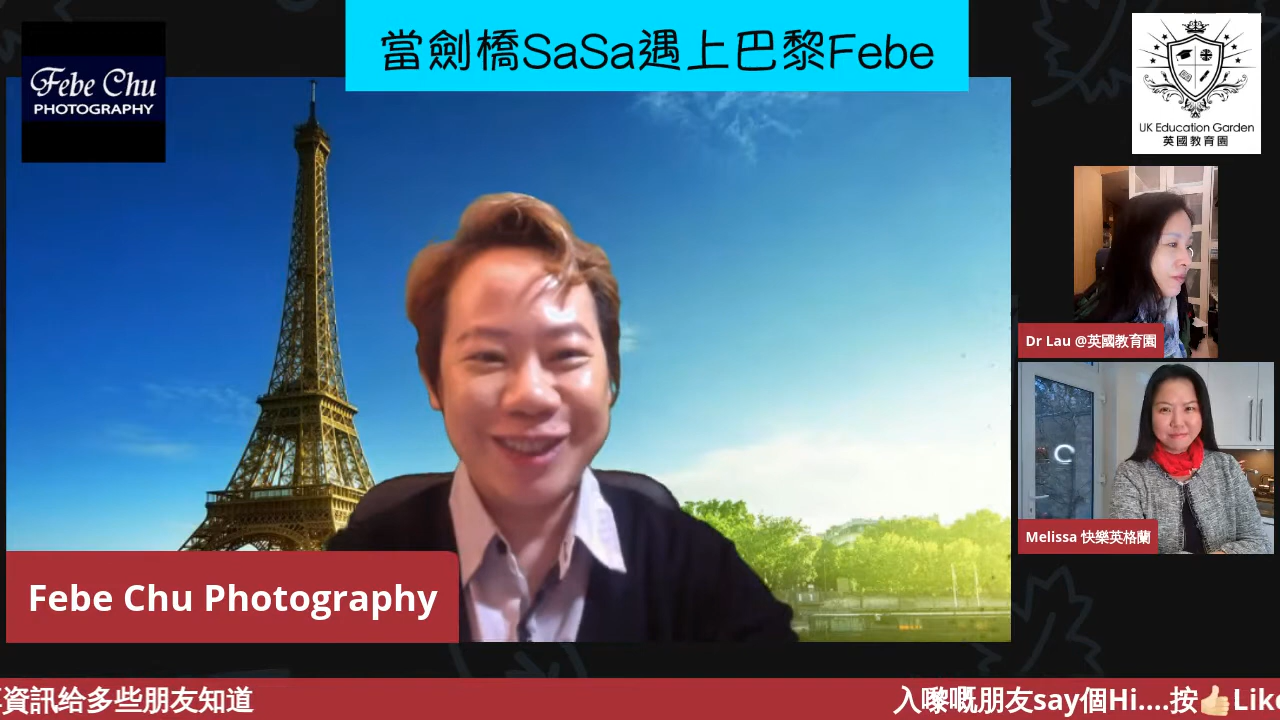 當劍橋SaSa遇上巴黎Febe
Febe Chu
PHOTOGRAPHY
UK Education Garden
英國教育園
Dr Lau @英國教育園
Melissa 快樂英格蘭
Febe Chu Photography
資訊给多些朋友知道
入嚟嘅朋友say個Hi....按👍🏻Like